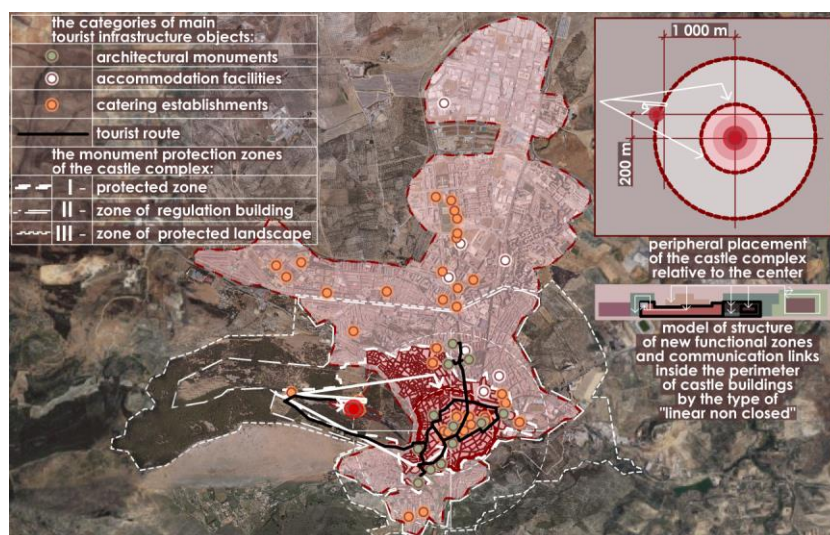 the categories of main
tourist infrastructure objects:
architectural monuments
accommodation facilities
catering establishments
tourist route
the monument protection zones
of the castle complex:
I - protected zone
II - zone of regulation building
III - zone of protected landscape
1 000 m
200 m
peripheral placement
of the castle complex
relative to the center
model of structure
of new functional zones
and communication links
inside the perimeter
of castle buildings
by the type of
"linear non closed"